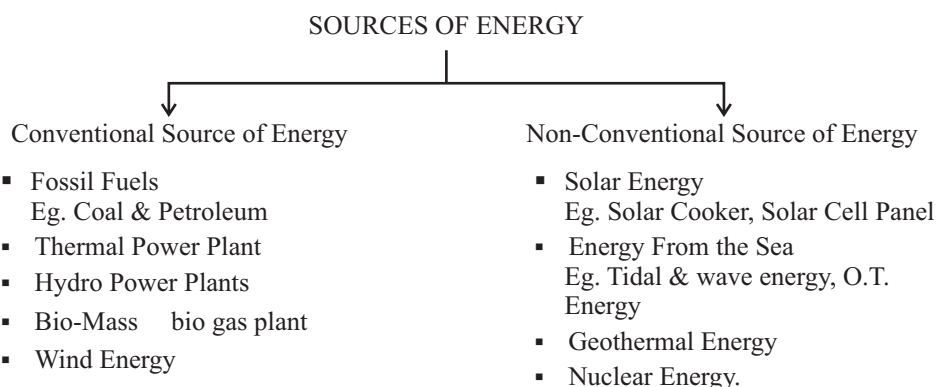 SOURCES OF ENERGY
Conventional Source of Energy
▪ Fossil Fuels
Eg. Coal & Petroleum
▪ Thermal Power Plant
▪ Hydro Power Plants
▪ Bio-Mass bio gas plant
▪ Wind Energy
Non-Conventional Source of Energy
▪ Solar Energy
Eg. Solar Cooker, Solar Cell Panel
▪ Energy From the Sea
Eg. Tidal & wave energy, O.T.
Energy
▪ Geothermal Energy
▪ Nuclear Energy.